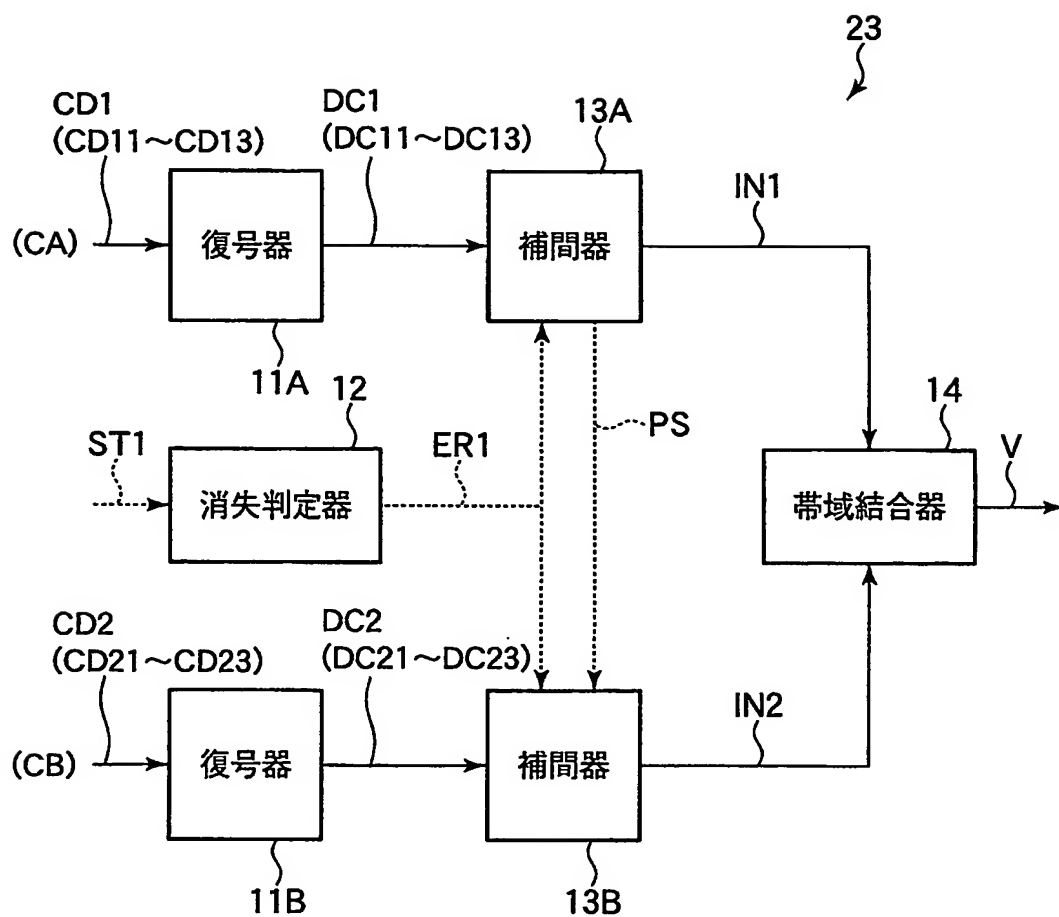 23
CD1
(CD11～CD13)
DC1
(DC11～DC13)
13A
IN1
(CA)
復号器
補間器
11A
12
PS
14
ST1
ER1
V
消失判定器
帯域結合器
CD2
(CD21～CD23)
DC2
(DC21～DC23)
IN2
(CB)
復号器
補間器
11B
13B